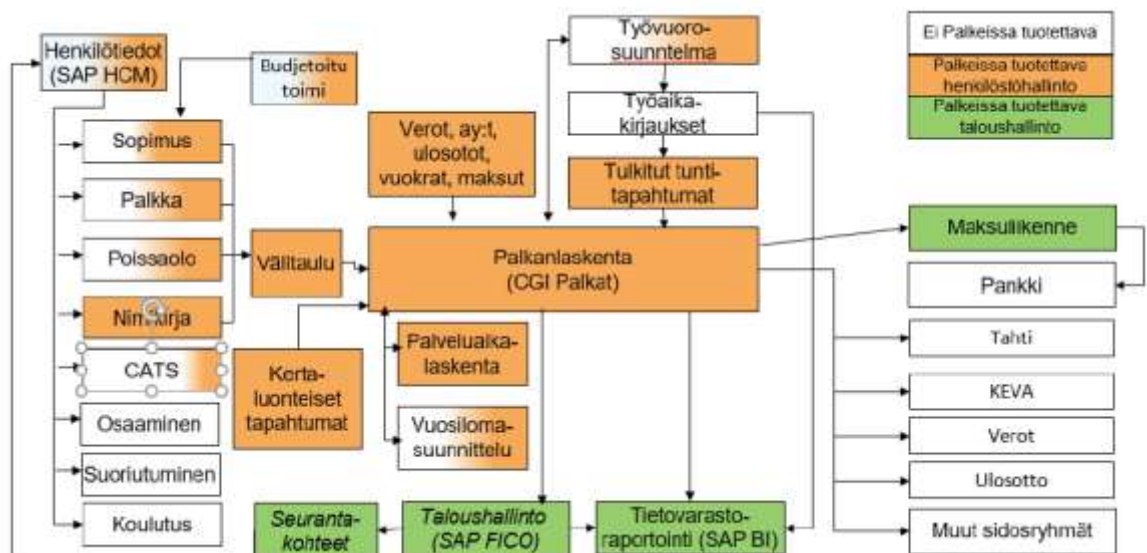 Henkilötiedot
(SAP HCM)
Budjetoitu
toimi
Sopimus
Palkka
Poissaolo
Nimikirja
CATS
Osaaminen
Suoriutuminen
Koulutus
Välitaulu
Verot, ay:t,
ulosotot,
vuokrat, maksut
Kerta-
luonteiset
tapahtumat
Työvuoro-
suunntelma
Työaika-
kirjaukset
Tulkitut tunti-
tapahtumat
Palkanlaskenta
(CGI Palkat)
Palveluaika-
laskenta
Vuosiloma-
suunnittelu
Seuranta-
kohteet
Taloushallinto
(SAP FICO)
Tietovarasto-
raportointi (SAP BI)
Ei Palkeissa tuotettava
Palkeissa tuotettava
henkilöstöhallinto
Palkeissa tuotettava
taloushallinto
Maksuliikenne
Pankki
Tahti
KEVA
Verot
Ulosotto
Muut sidosryhmät